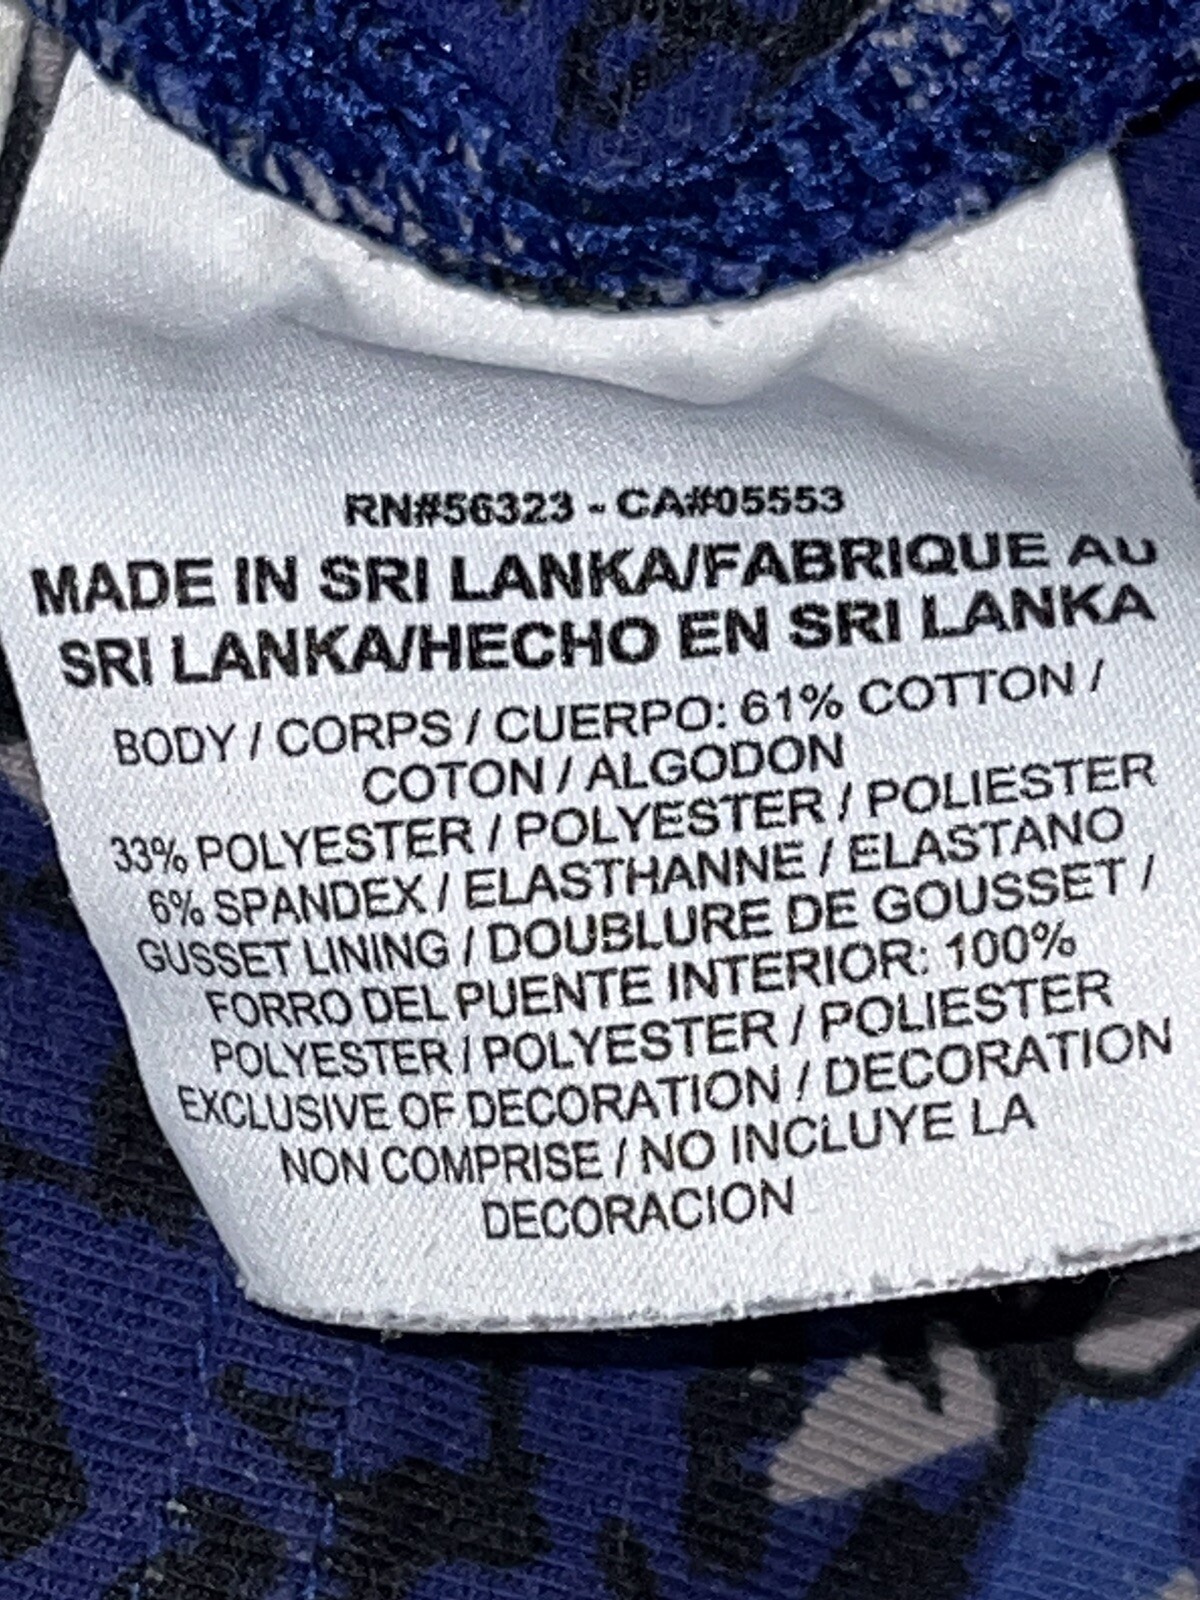 RN#56323 - CA#05553
MADE IN SRI LANKA/FABRIQUE AU
SRI LANKA/HECHO EN SRI LANKA
BODY / CORPS / CUERPO: 61% COTTON /
COTON / ALGODON
33% POLYESTER / POLYESTER / POLIESTER
6% SPANDEX / ELASTHANNE / ELASTANO
GUSSET LINING / DOUBLURE DE GOUSSET /
FORRO DEL PUENTE INTERIOR: 100%
POLYESTER / POLYESTER / POLIESTER
EXCLUSIVE OF DECORATION / DECORATION
NON COMPRISE / NO INCLUYE LA
DECORACION